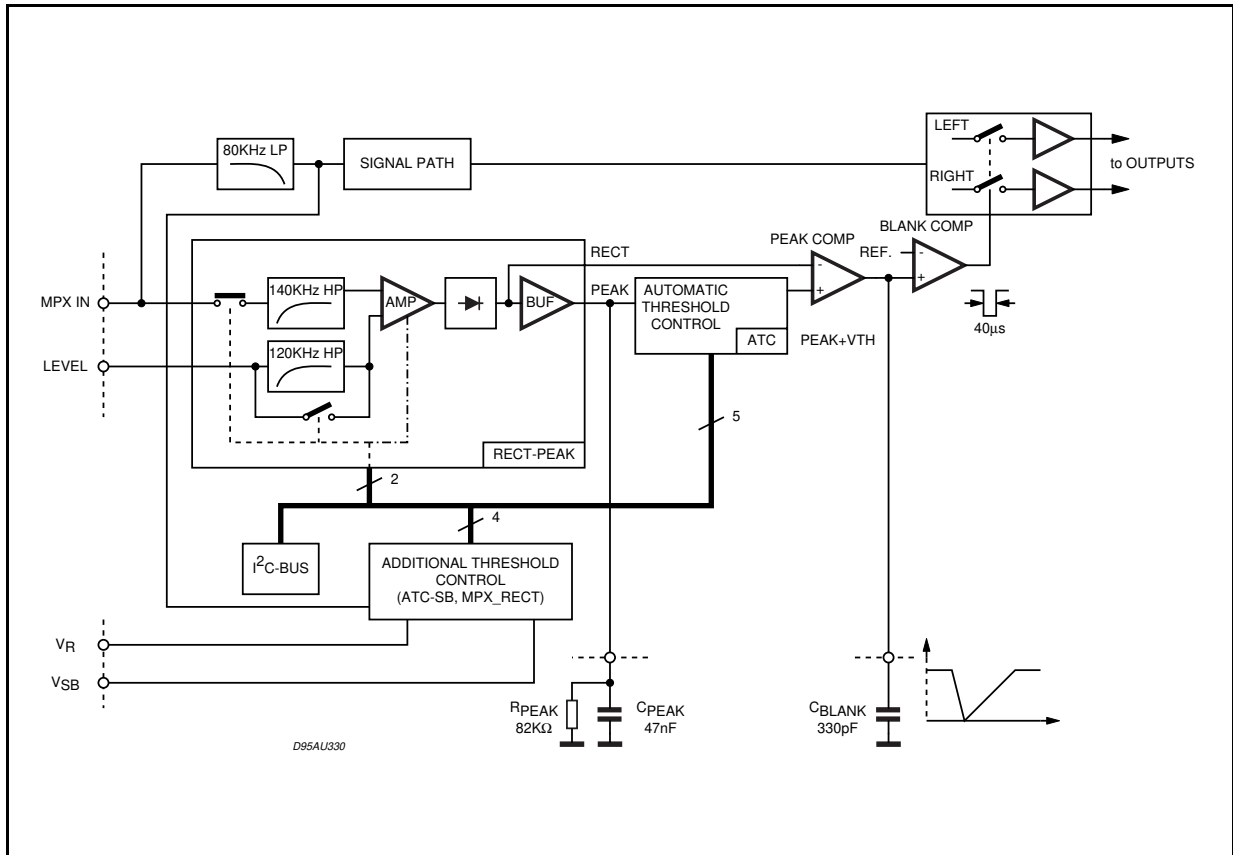 LEFT
80KHz LP
SIGNAL PATH
to OUTPUTS
RIGHT
BLANK COMP
PEAK COMP
RECT
REF.
-
-
+
+
MPX IN
140KHz HP
AMP
BUF
PEAK
AUTOMATIC
THRESHOLD
CONTROL
ATC
PEAK+VTH
40µs
120KHz HP
LEVEL
5
RECT-PEAK
2
4
I2C-BUS
ADDITIONAL THRESHOLD
CONTROL
(ATC-SB, MPX_RECT)
VR
VSB
RPEAK
82KΩ
CPEAK
47nF
CBLANK
330pF
D95AU330